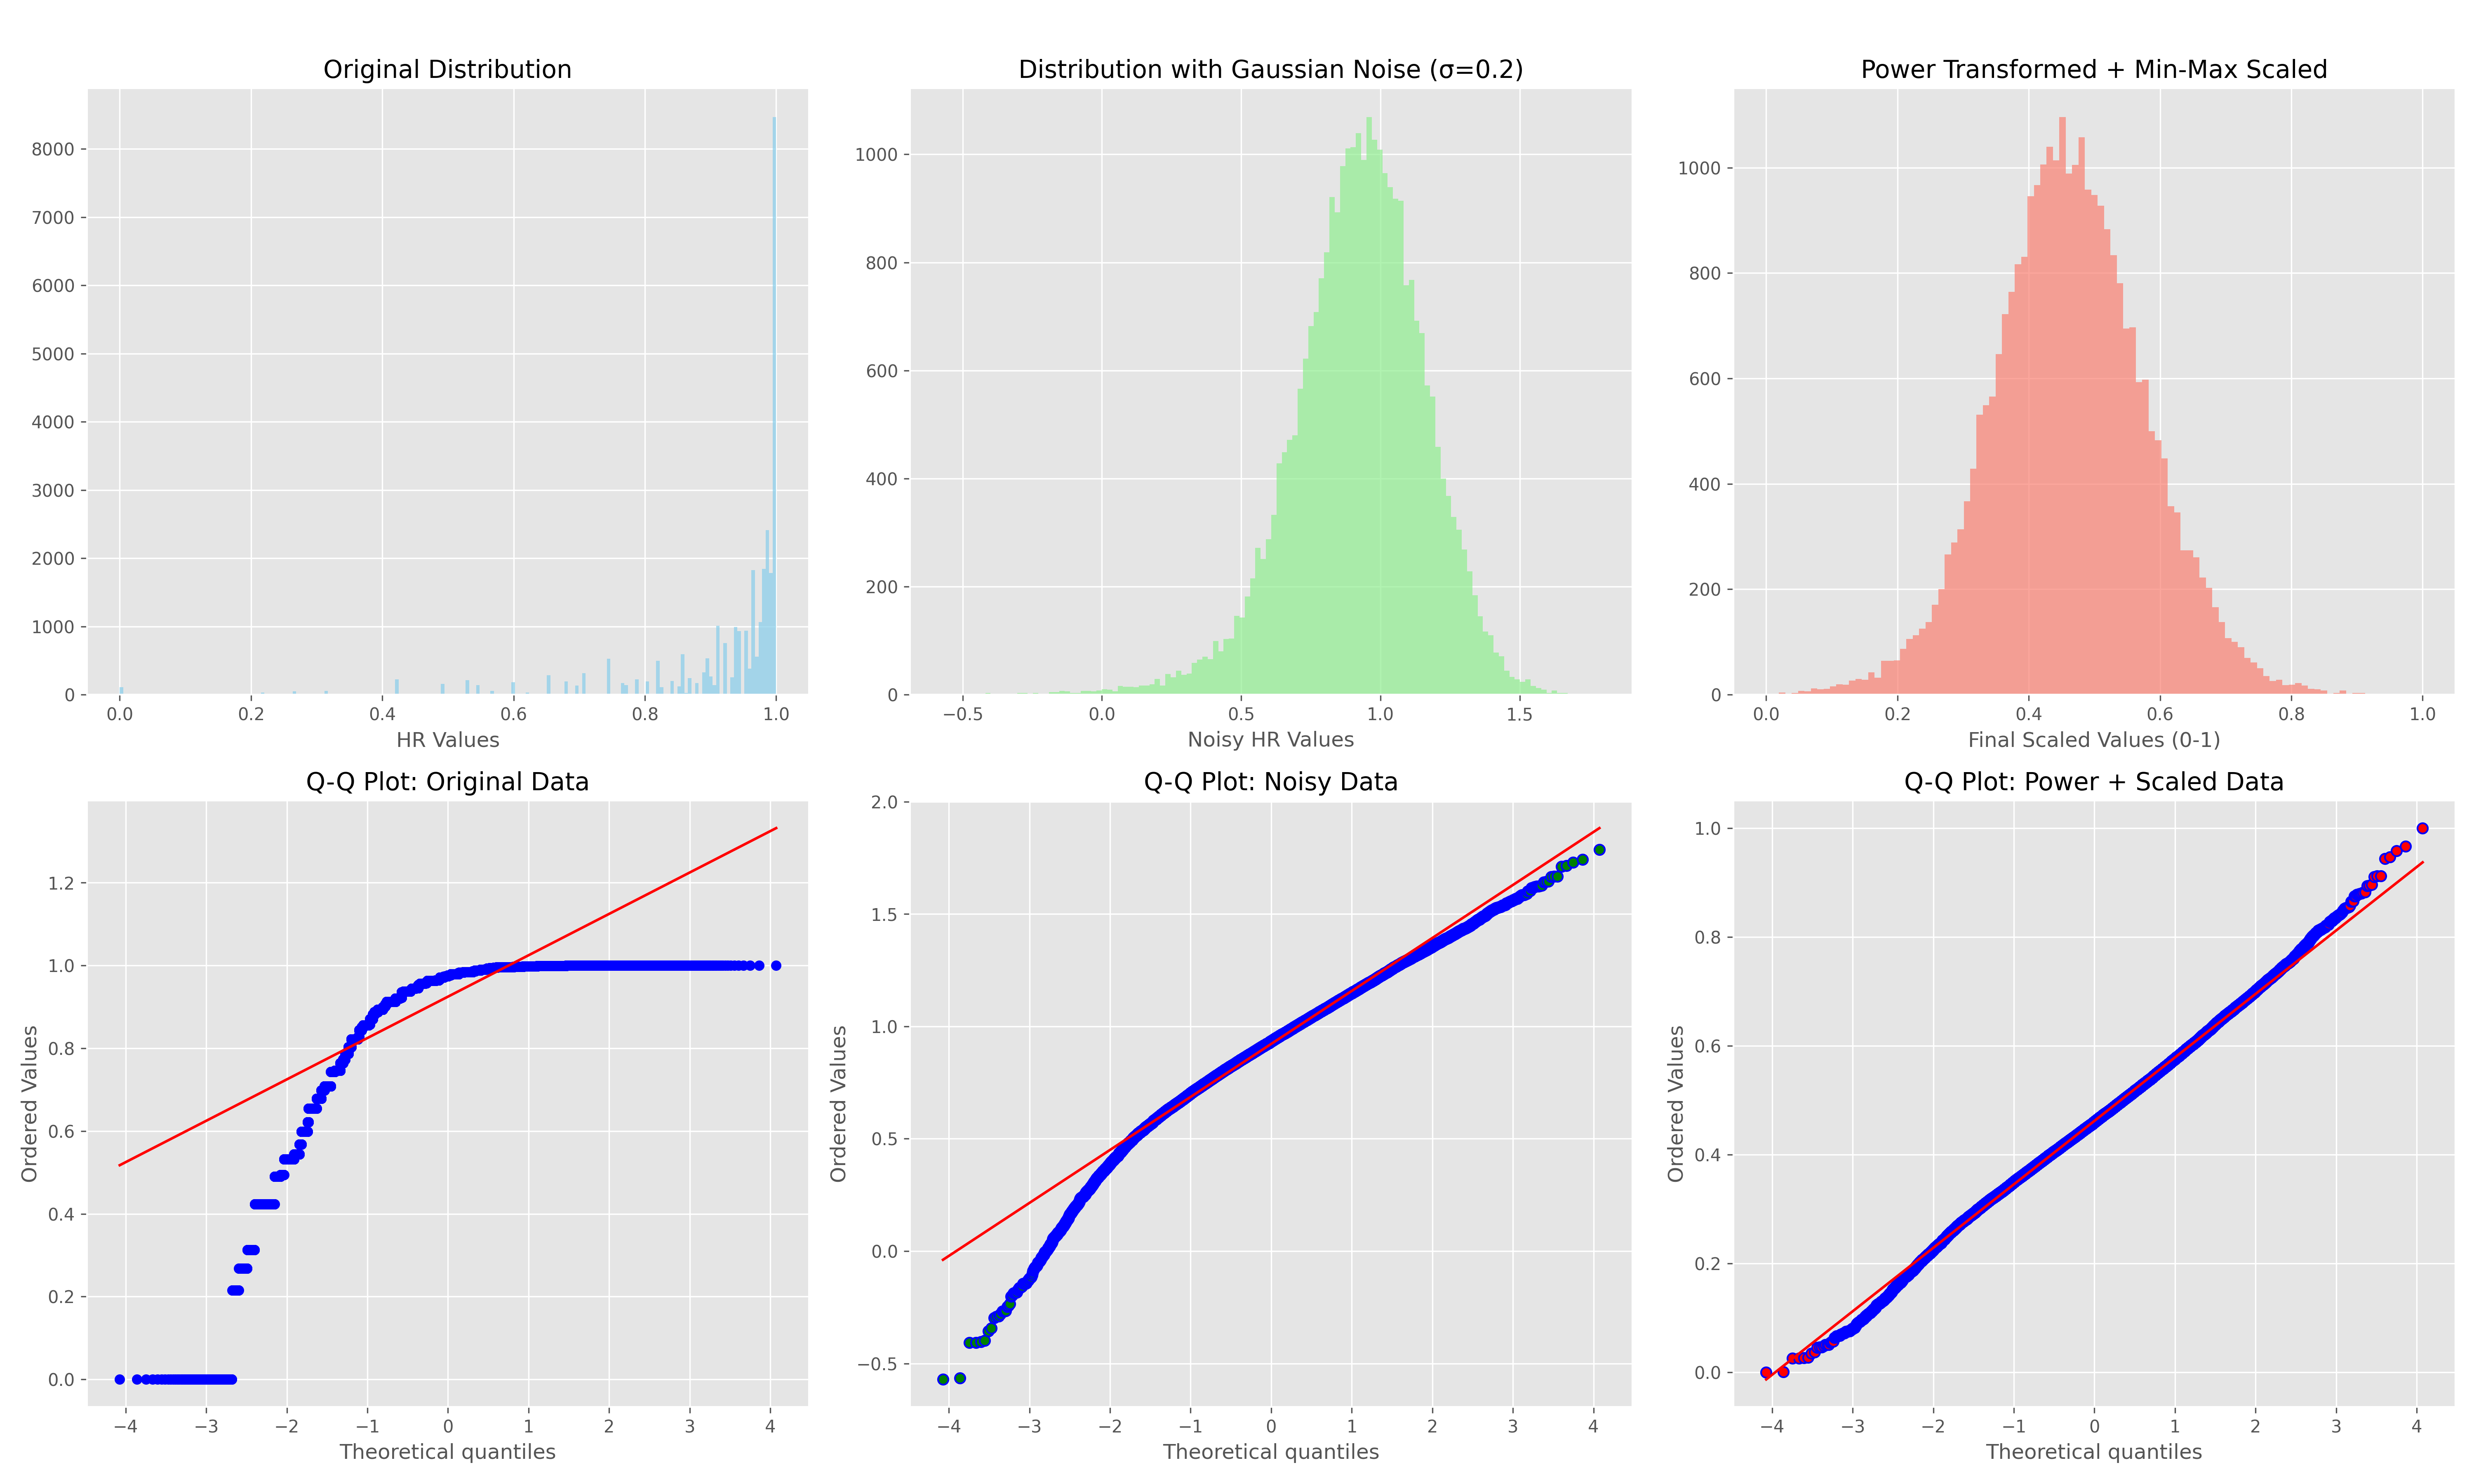 Original Distribution
8000
7000
6000
5000
4000
3000
2000
1000
0
0.0 0.2 0.4 0.6 0.8 1.0
HR Values
Distribution with Gaussian Noise (σ=0.2)
1000
800
600
400
200
0
−0.5 0.0 0.5 1.0 1.5
Noisy HR Values
Power Transformed + Min-Max Scaled
1000
800
600
400
200
0
0.0 0.2 0.4 0.6 0.8 1.0
Final Scaled Values (0-1)
Q-Q Plot: Original Data
Ordered Values
1.2
1.0
0.8
0.6
0.4
0.2
0.0
−4 −3 −2 −1 0 1 2 3 4
Theoretical quantiles
Q-Q Plot: Noisy Data
Ordered Values
2.0
1.5
1.0
0.5
0.0
−0.5
−4 −3 −2 −1 0 1 2 3 4
Theoretical quantiles
Q-Q Plot: Power + Scaled Data
Ordered Values
1.0
0.8
0.6
0.4
0.2
0.0
−4 −3 −2 −1 0 1 2 3 4
Theoretical quantiles